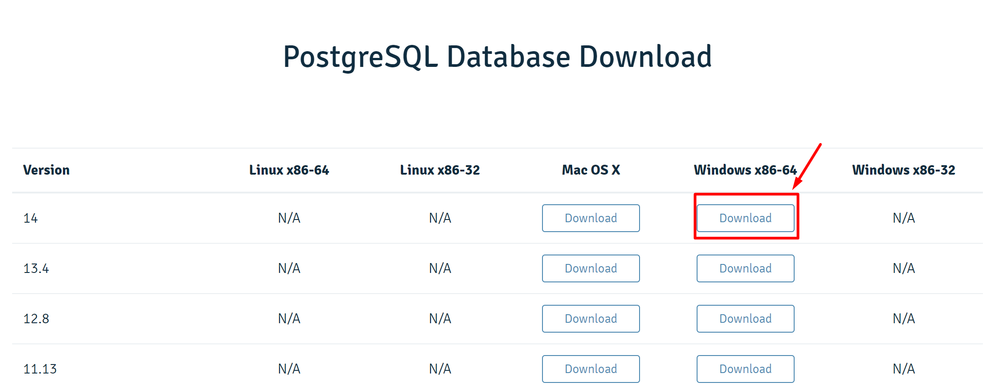 PostgreSQL Database Download
Version Linux x86-64 Linux x86-32 Mac OS X Windows x86-64 Windows x86-32
14 N/A N/A Download Download N/A
13.4 N/A N/A Download Download N/A
12.8 N/A N/A Download Download N/A
11.13 N/A N/A Download Download N/A